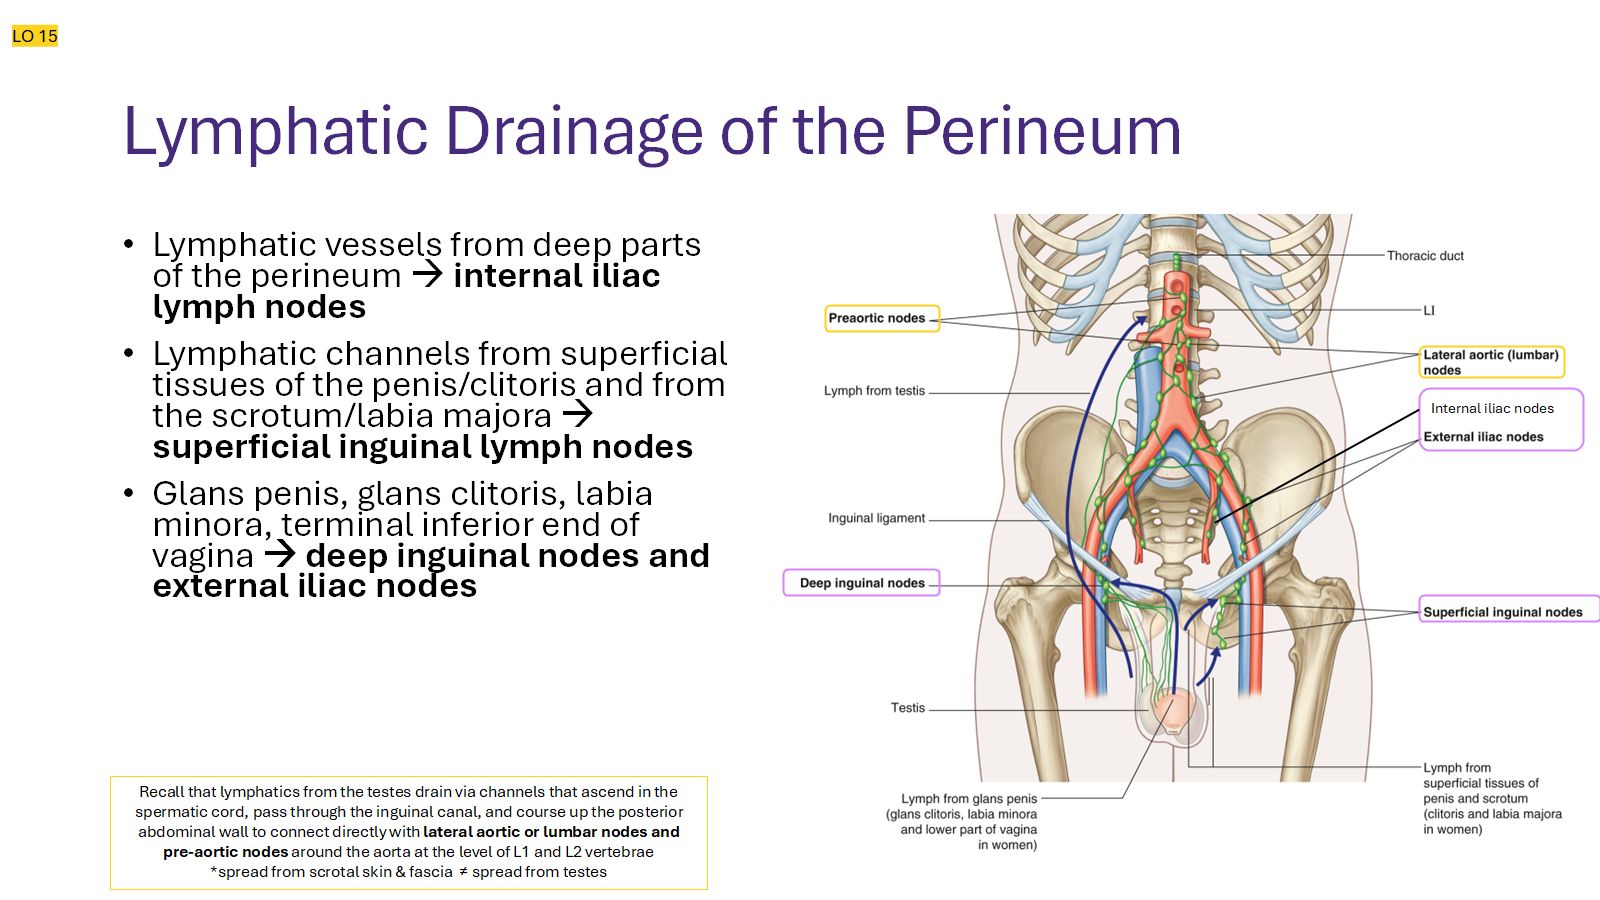 LO 15
Lymphatic Drainage of the Perineum
• Lymphatic vessels from deep parts
of the perineum → internal iliac
lymph nodes
• Lymphatic channels from superficial
tissues of the penis/clitoris and from
the scrotum/labia majora →
superficial inguinal lymph nodes
• Glans penis, glans clitoris, labia
minora, terminal inferior end of
vagina → deep inguinal nodes and
external iliac nodes
Recall that lymphatics from the testes drain via channels that ascend in the
spermatic cord, pass through the inguinal canal, and course up the posterior
abdominal wall to connect directly with lateral aortic or lumbar nodes and
pre-aortic nodes around the aorta at the level of L1 and L2 vertebrae
*spread from scrotal skin & fascia ≠ spread from testes
Thoracic duct
LI
Preaortic nodes
Lateral aortic (lumbar)
nodes
Lymph from testis
Internal iliac nodes
External iliac nodes
Inguinal ligament
Deep inguinal nodes
Superficial inguinal nodes
Testis
Lymph from glans penis
(glans clitoris, labia minora
and lower part of vagina
in women)
Lymph from
superficial tissues of
penis and scrotum
(clitoris and labia majora
in women)